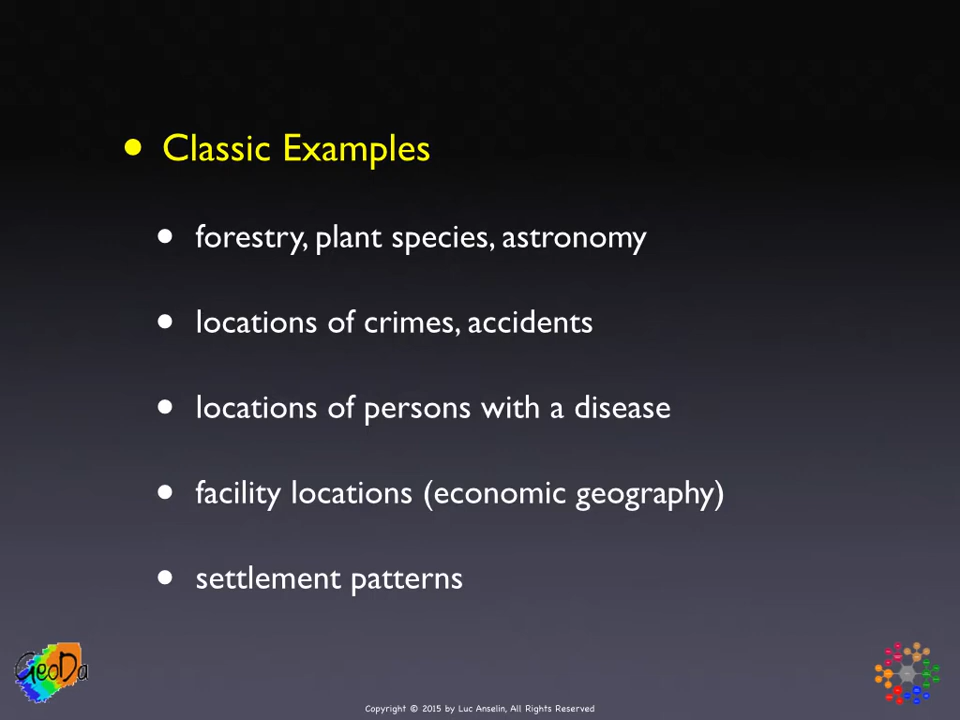 • Classic Examples
• forestry, plant species, astronomy
• locations of crimes, accidents
• locations of persons with a disease
• facility locations (economic geography)
• settlement patterns
GeoDa
Copyright © 2015 by Luc Anselin, All Rights Reserved